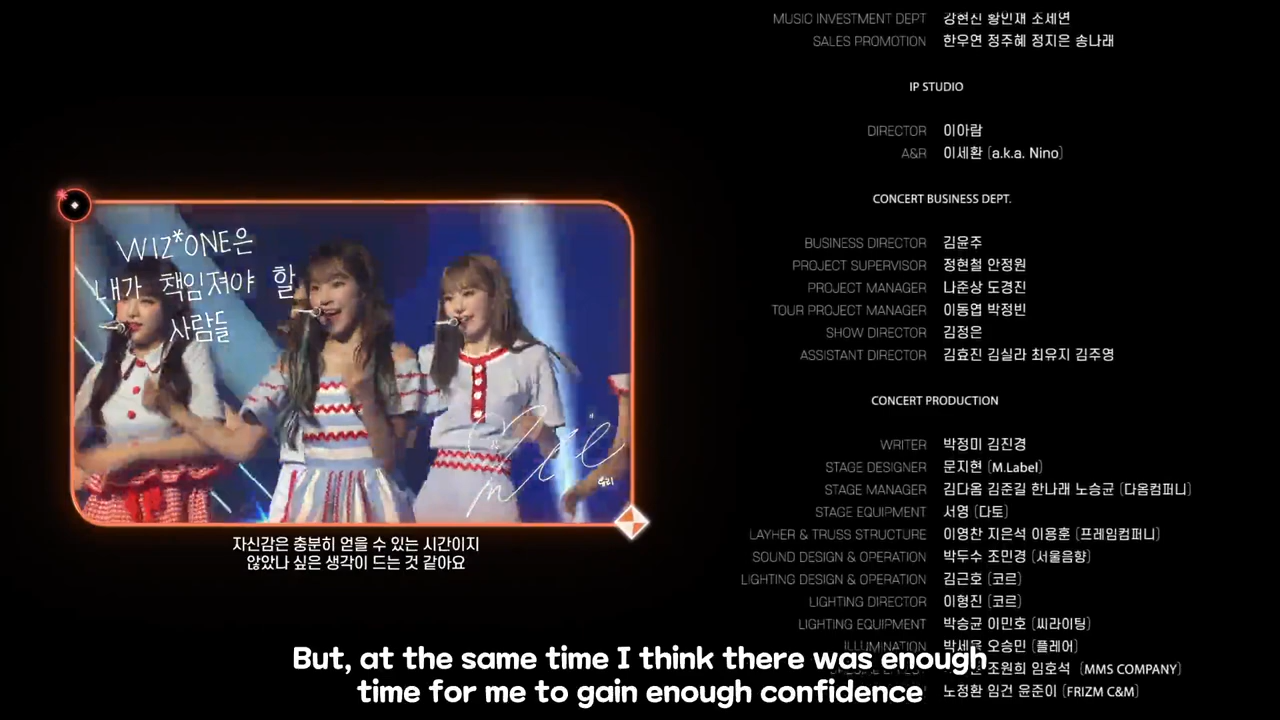 WIZ*ONE은
내가 책임져야 할
사람들
율리
자신감은 충분히 얻을 수 있는 시간이지
않았나 싶은 생각이 드는 것 같아요
MUSIC INVESTMENT DEPT 강현진 황인재 조세연
SALES PROMOTION 한우연 정주혜 정지은 송나래
IP STUDIO
DIRECTOR 이아람
A&R 이세환 (a.k.a. Nino)
CONCERT BUSINESS DEPT.
BUSINESS DIRECTOR 김윤주
PROJECT SUPERVISOR 정현철 안정원
PROJECT MANAGER 나준상 도경진
TOUR PROJECT MANAGER 이동엽 박정빈
SHOW DIRECTOR 김정은
ASSISTANT DIRECTOR 김효진 김실라 최유지 김주영
CONCERT PRODUCTION
WRITER 박정미 김진경
STAGE DESIGNER 문지현 (M.Label)
STAGE MANAGER 김다옴 김준길 한나래 노승균 (다옴컴퍼니)
STAGE EQUIPMENT 서영 (다토)
LAYHER & TRUSS STRUCTURE 이영찬 지은석 이용훈 (프레임컴퍼니)
SOUND DESIGN & OPERATION 박두수 조민경 (서울음향)
LIGHTING DESIGN & OPERATION 김근호 (코르)
LIGHTING DIRECTOR 이형진 (코르)
LIGHTING EQUIPMENT 박승균 이민호 (씨라이팅)
ILLUMINATION 박세욱 오승민 (플레이)
조원희 임호석 (MMS COMPANY)
노정환 임건 윤준이 (FRIZM C&M)
But, at the same time I think there was enough
time for me to gain enough confidence